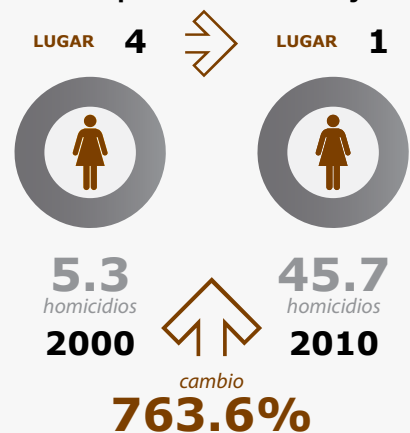 LUGAR 4 LUGAR 1
5.3 45.7
homicidios homicidios
2000 2010
cambio
763.6%